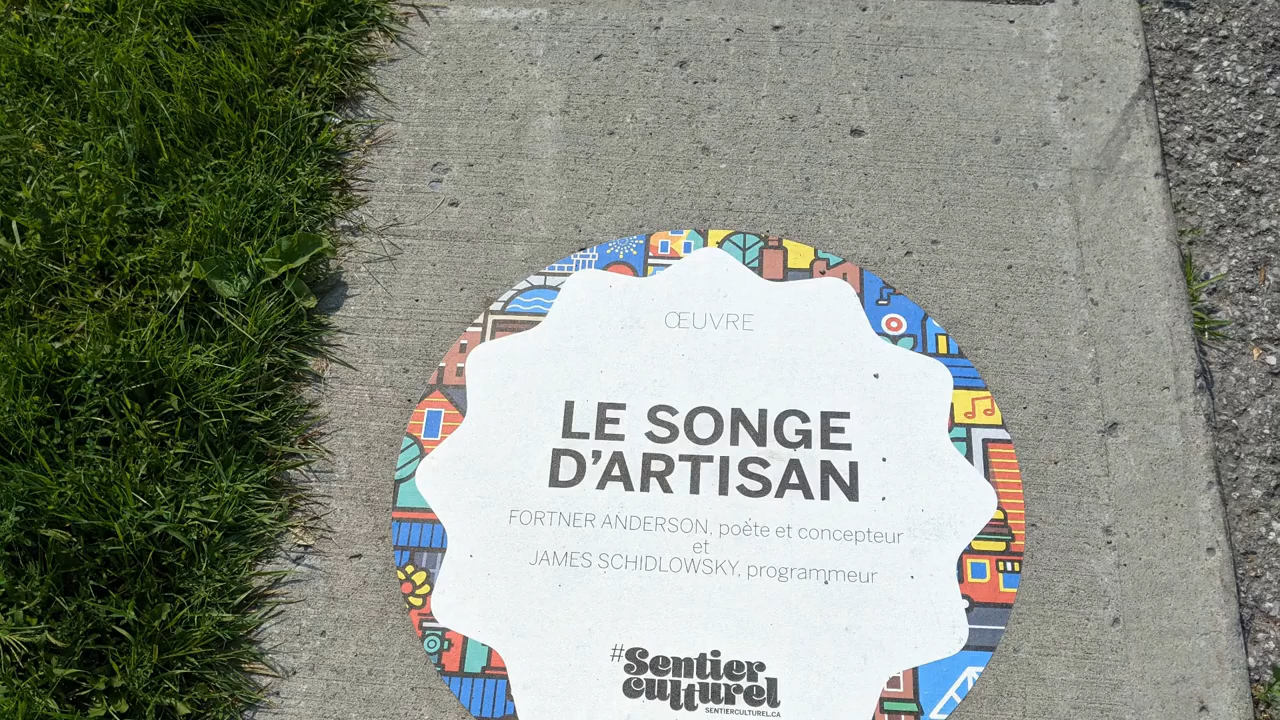 ŒUVRE
LE SONGE
D’ARTISAN
FORTNER ANDERSON, poète et concepteur
et
JAMES SCHIDLOWSKY, programmeur
#Sentier
culturel
SENTIERCULTUREL.CA